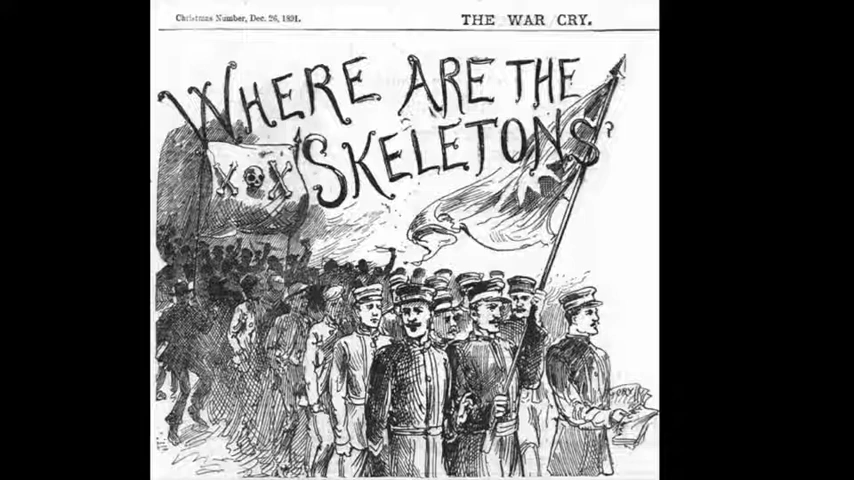 Christmas Number, Dec. 26, 1891.
THE WAR CRY.
WHERE ARE THE
SKELETONS?